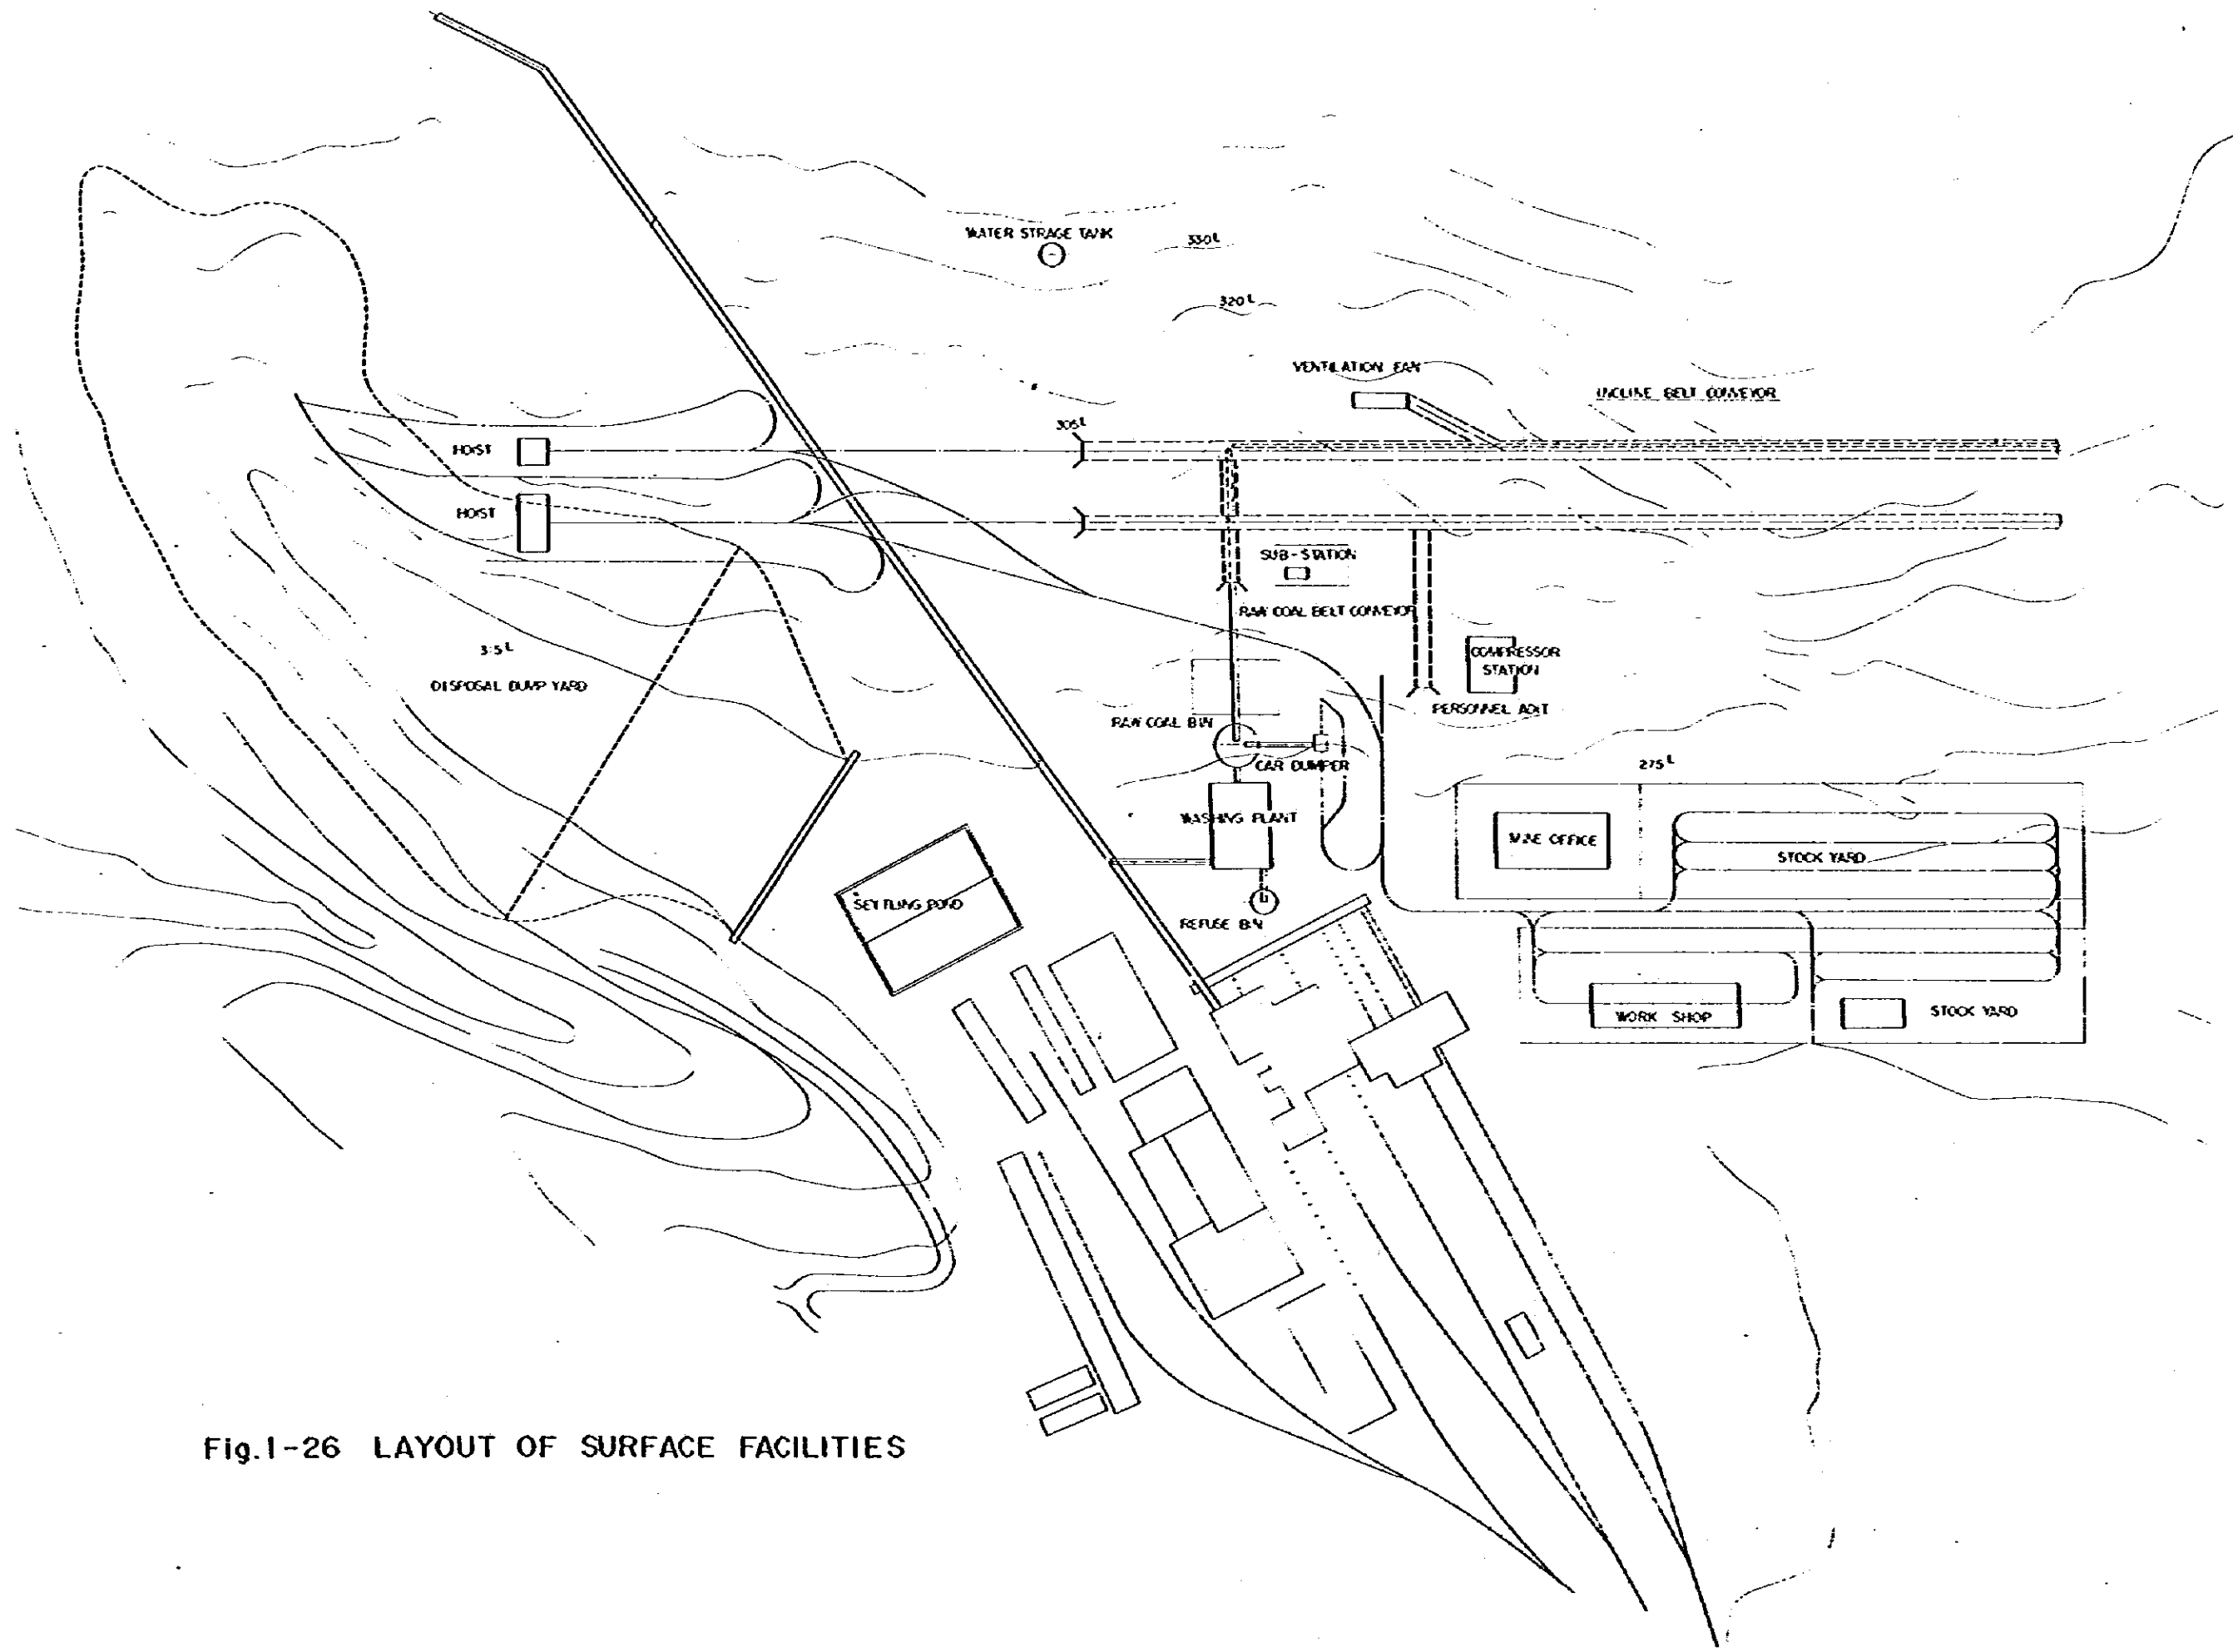 WATER STRAGE TANK
330L
320L
VENTILATION FAN
INCLINE BELT CONVEYOR
305L
HOIST
HOIST
SUB-STATION
RAW COAL BELT CONVEYOR
315L
DISPOSAL DUMP YARD
COMPRESSOR
STATION
PERSONNEL ADIT
RAW COAL BIN
CAR DUMPER
275L
WASHING PLANT
MINE OFFICE
STOCK YARD
SETTLING POND
REFUSE BIN
WORK SHOP
STOCK YARD
Fig.1-26 LAYOUT OF SURFACE FACILITIES